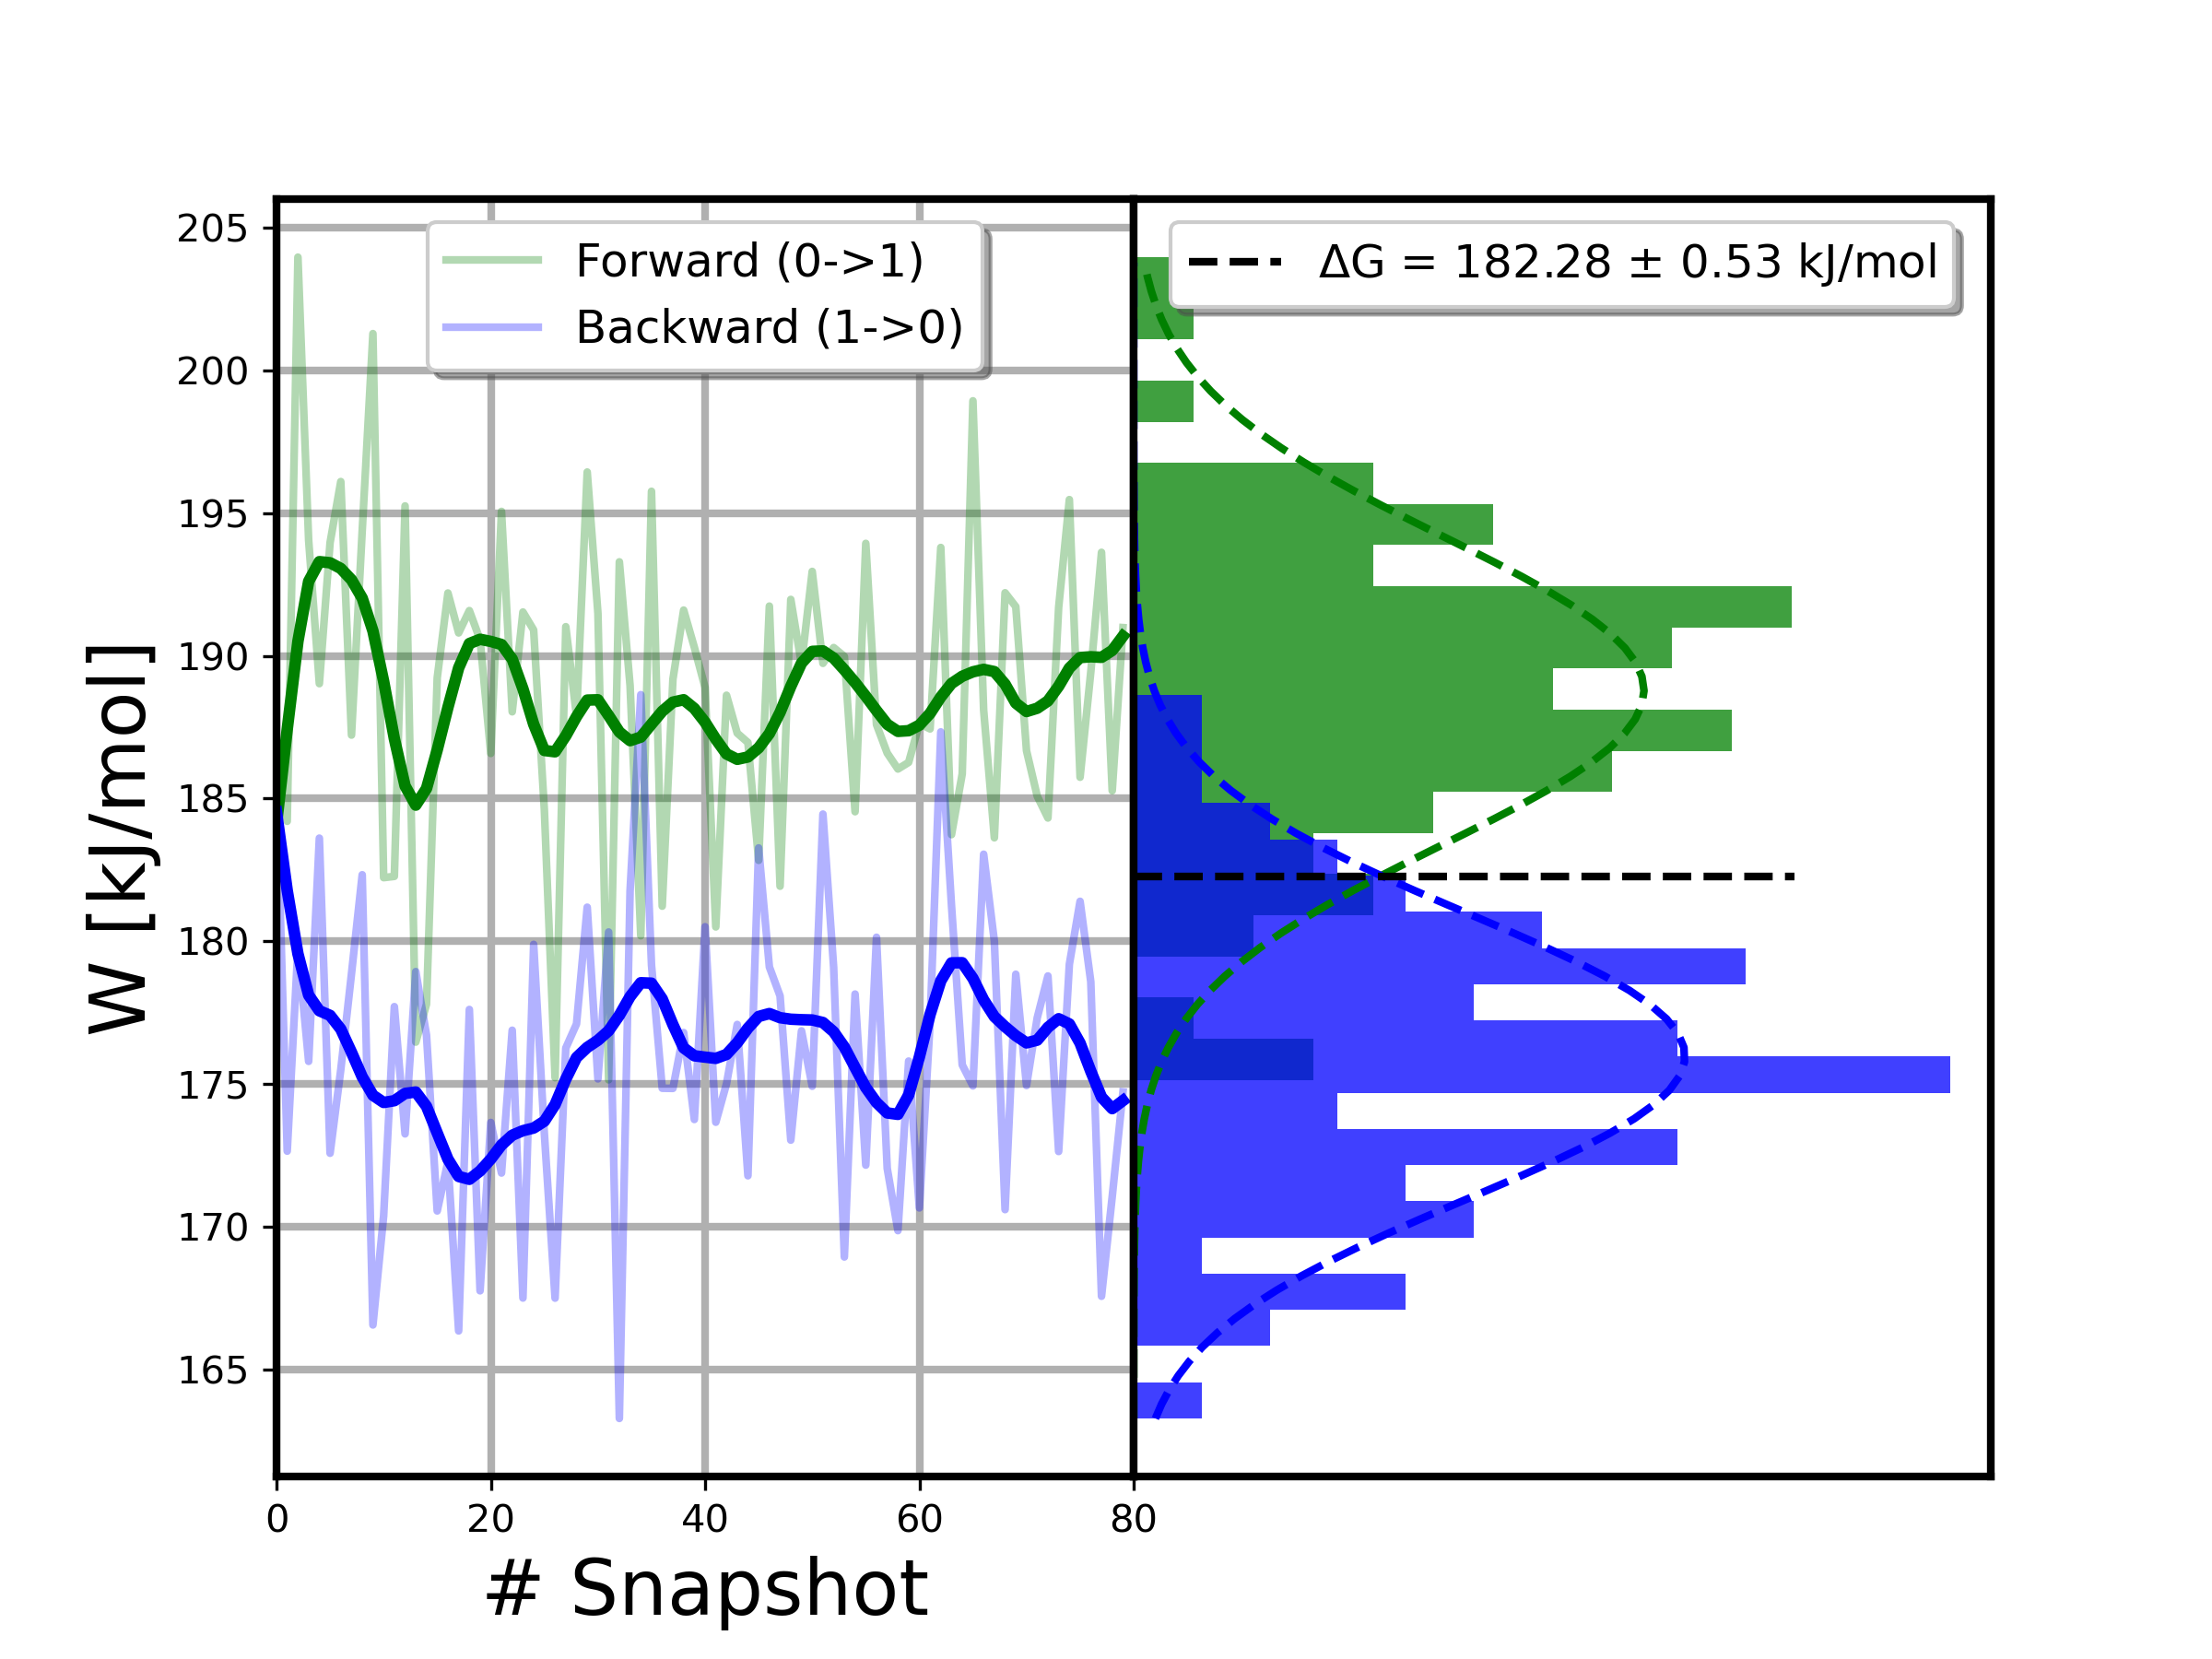 Forward (0->1)
Backward (1->0)
ΔG = 182.28 ± 0.53 kJ/mol
205
200
195
190
185
180
175
170
165
W [kJ/mol]
0 20 40 60 80
# Snapshot